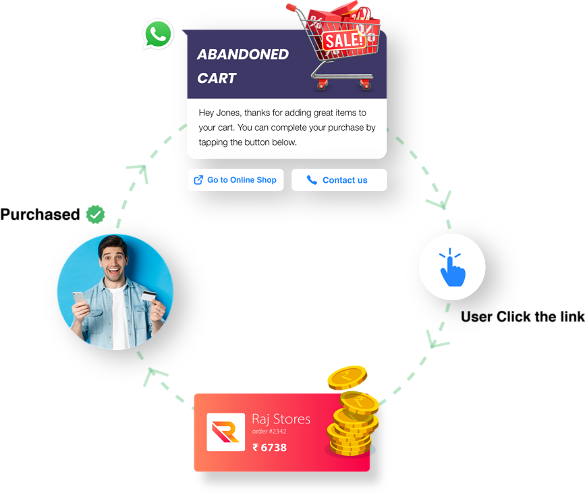 SALE!
ABANDONED
CART
Hey Jones, thanks for adding great items to
your cart. You can complete your purchase by
tapping the button below.
Go to Online Shop
Contact us
Purchased
User Click the link
Raj Stores
order #2342
₹ 6738